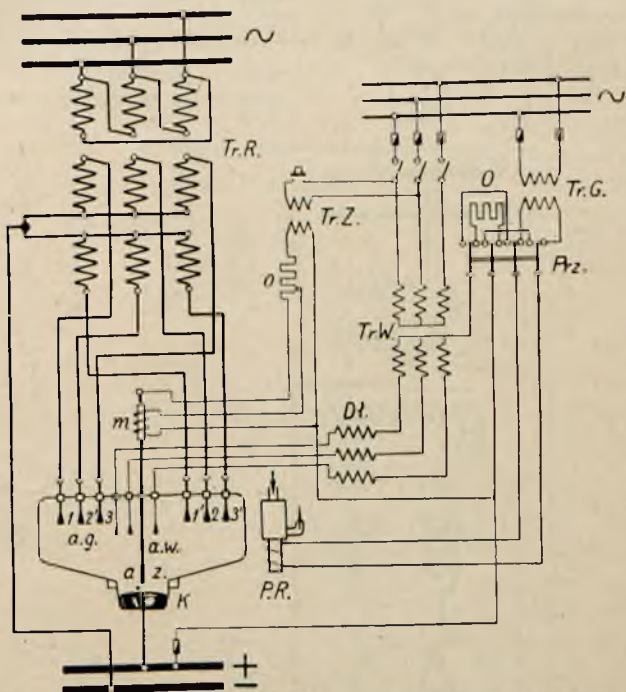 ∼
∼
Tr.R.
Tr.Z.
O
Tr.G.
O
Prz.
Tr.W.
m
Dł.
1 2' 3 1' 2 3'
a.g. a.w.
a z.
K
P.R.
+
−